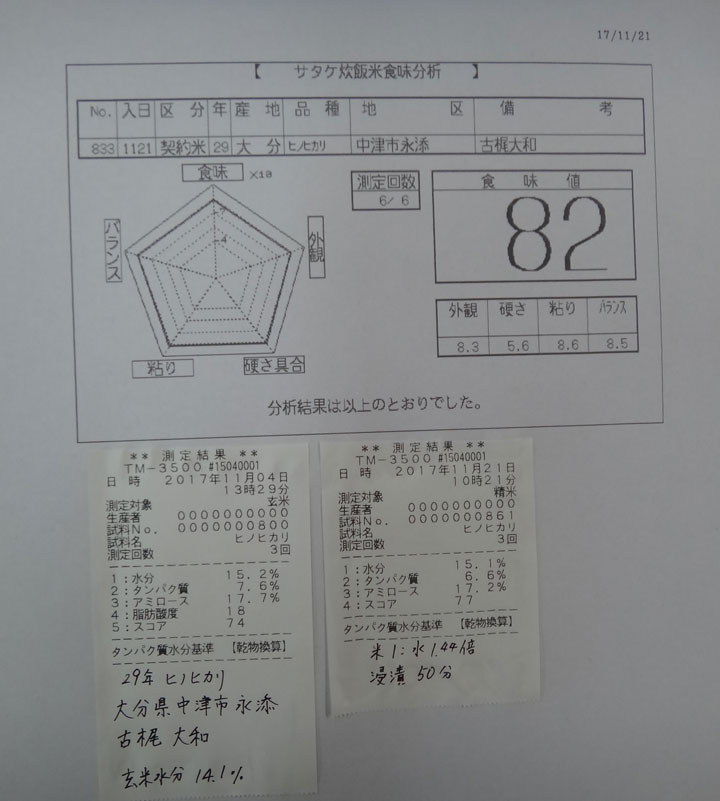 17/11/21
【 サタケ炊飯米食味分析 】
No. 入日 区分 年 産地 品種 地区 備考
833 1121 契約米 29 大分 ヒノヒカリ 中津市永添 古梶大和
食味 ×10
測定回数
6/ 6
食味値
82
バランス
外観
4
粘り
硬さ具合
外観 硬さ 粘り バランス
8.3 5.6 8.6 8.5
分析結果は以上のとおりでした。
** 測定結果 **
TM-3500 #15040001
日時 2017年11月04日
13時29分
測定対象 玄米
生産者 0000000000
試料No. 0000000800
試料名 ヒノヒカリ
測定回数 3回
1:水分 15.2%
2:タンパク質 7.6%
3:アミロース 17.7%
4:脂肪酸度 18
5:スコア 74
タンパク質水分基準 【乾物換算】
29年 ヒノヒカリ
大分県中津市永添
古梶 大和
玄米水分 14.1%
** 測定結果 **
TM-3500 #15040001
日時 2017年11月21日
10時21分
測定対象 精米
生産者 0000000000
試料No. 0000000861
試料名 ヒノヒカリ
測定回数 3回
1:水分 15.1%
2:タンパク質 6.6%
3:アミロース 17.2%
4:スコア 77
タンパク質水分基準 【乾物換算】
米1:水1.44倍
浸漬 50分